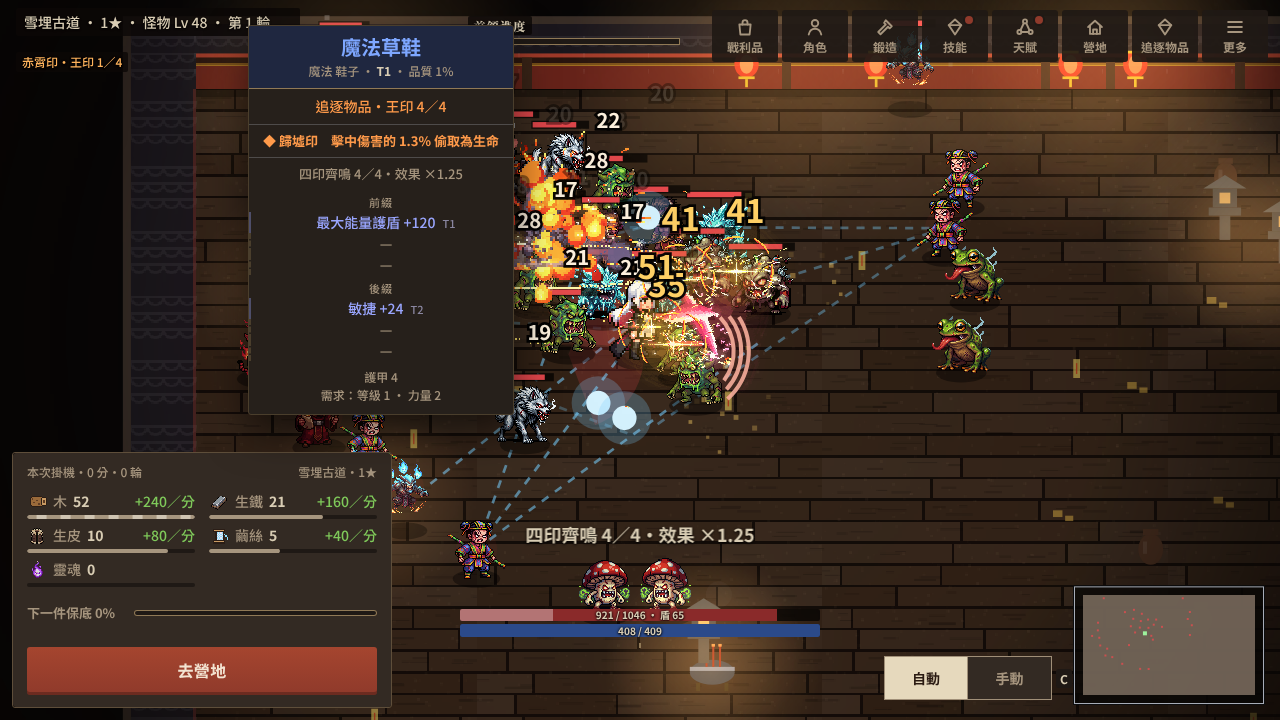 雪埋古道 • 1★ • 怪物 Lv 48 • 第 1 輪
赤霄印・王印 1／4
戰利品
角色
鍛造
技能
天賦
營地
追逐物品
更多
魔法草鞋
魔法 鞋子 • T1 • 品質 1%
追逐物品・王印 4／4
◆ 歸墟印 擊中傷害的 1.3% 偷取為生命
四印齊鳴 4／4・效果 ×1.25
前綴
最大能量護盾 +120 T1
—
—
後綴
敏捷 +24 T2
—
—
護甲 4
需求：等級 1 • 力量 2
20
20
22
28
17
17
28
41
41
21
51
35
19
本次掛機・0 分・0 輪
雪埋古道・1★
木 52 +240／分
生鐵 21 +160／分
生皮 10 +80／分
繭絲 5 +40／分
靈魂 0
下一件保底 0%
去營地
四印齊鳴 4／4・效果 ×1.25
921 / 1046 • 盾 65
408 / 409
自動
手動
C